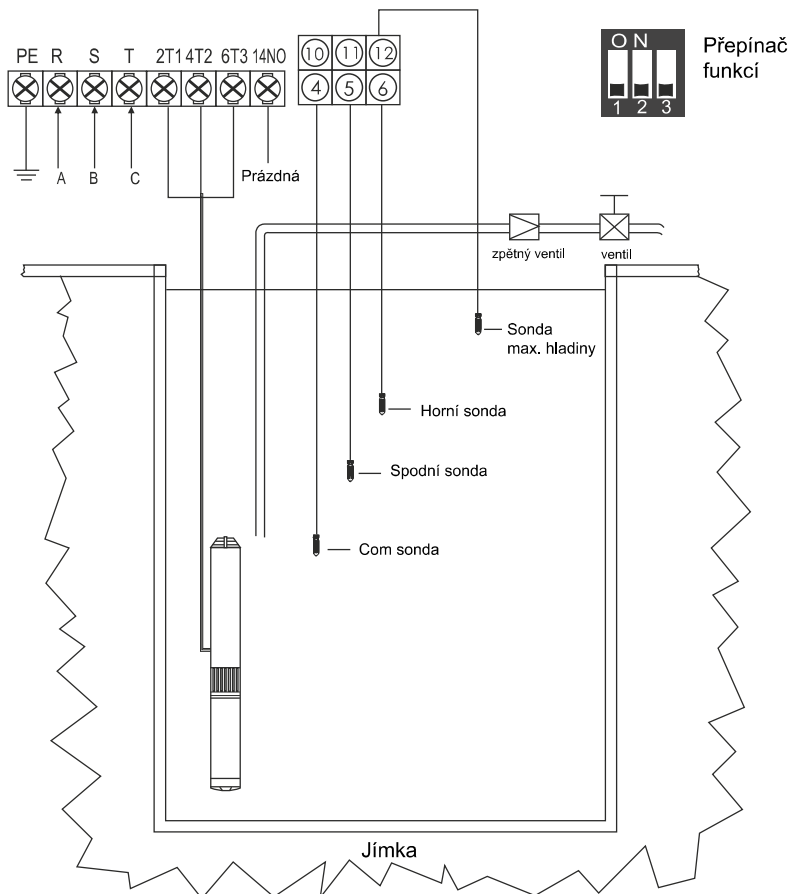 PE R S T 2T1 4T2 6T3 14NO
A B C
Prázdná
10 11 12
4 5 6
ON
1 2 3
Přepínač
funkcí
zpětný ventil
ventil
Sonda
max. hladiny
Horní sonda
Spodní sonda
Com sonda
Jímka